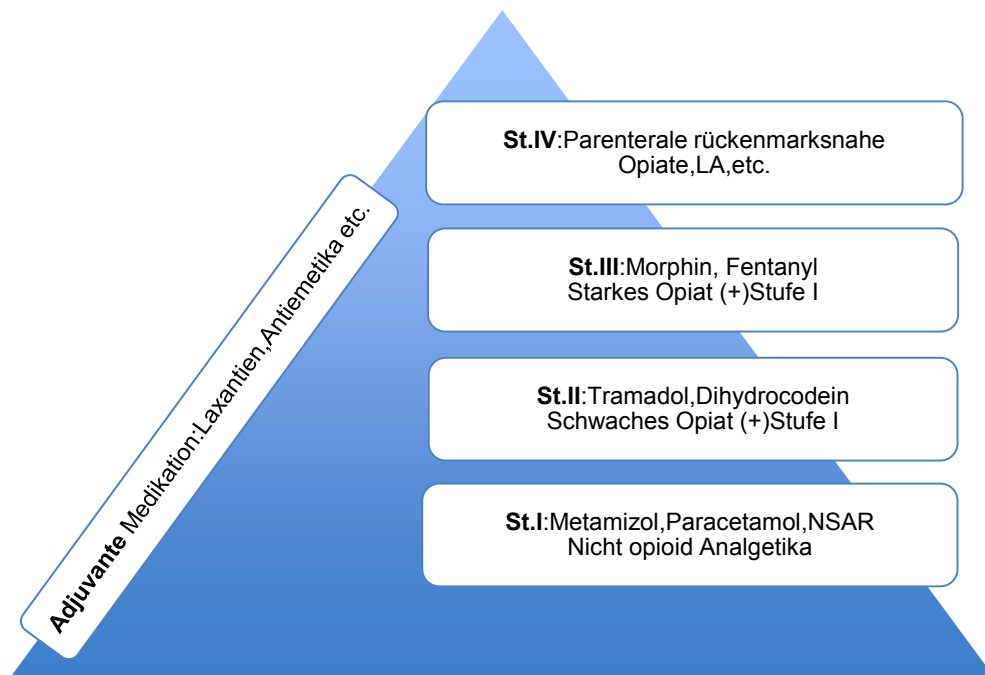 St.IV:Parenterale rückenmarksnahe
Opiate,LA,etc.
St.III:Morphin, Fentanyl
Starkes Opiat (+)Stufe I
St.II:Tramadol,Dihydrocodein
Schwaches Opiat (+)Stufe I
St.I:Metamizol,Paracetamol,NSAR
Nicht opioid Analgetika
Adjuvante Medikation:Laxantien,Antiemetika etc.